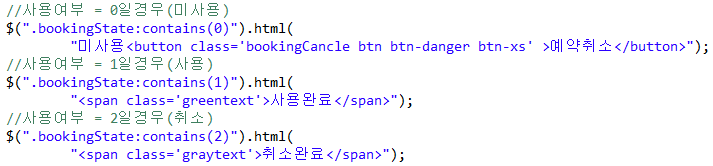 //사용여부 = 0일경우(미사용)
$(".bookingState:contains(0)").html(
"미사용<button class='bookingCancle btn btn-danger btn-xs' >예약취소</button>");
//사용여부 = 1일경우(사용)
$(".bookingState:contains(1)").html(
"<span class='greentext'>사용완료</span>");
//사용여부 = 2일경우(취소)
$(".bookingState:contains(2)").html(
"<span class='graytext'>취소완료</span>");